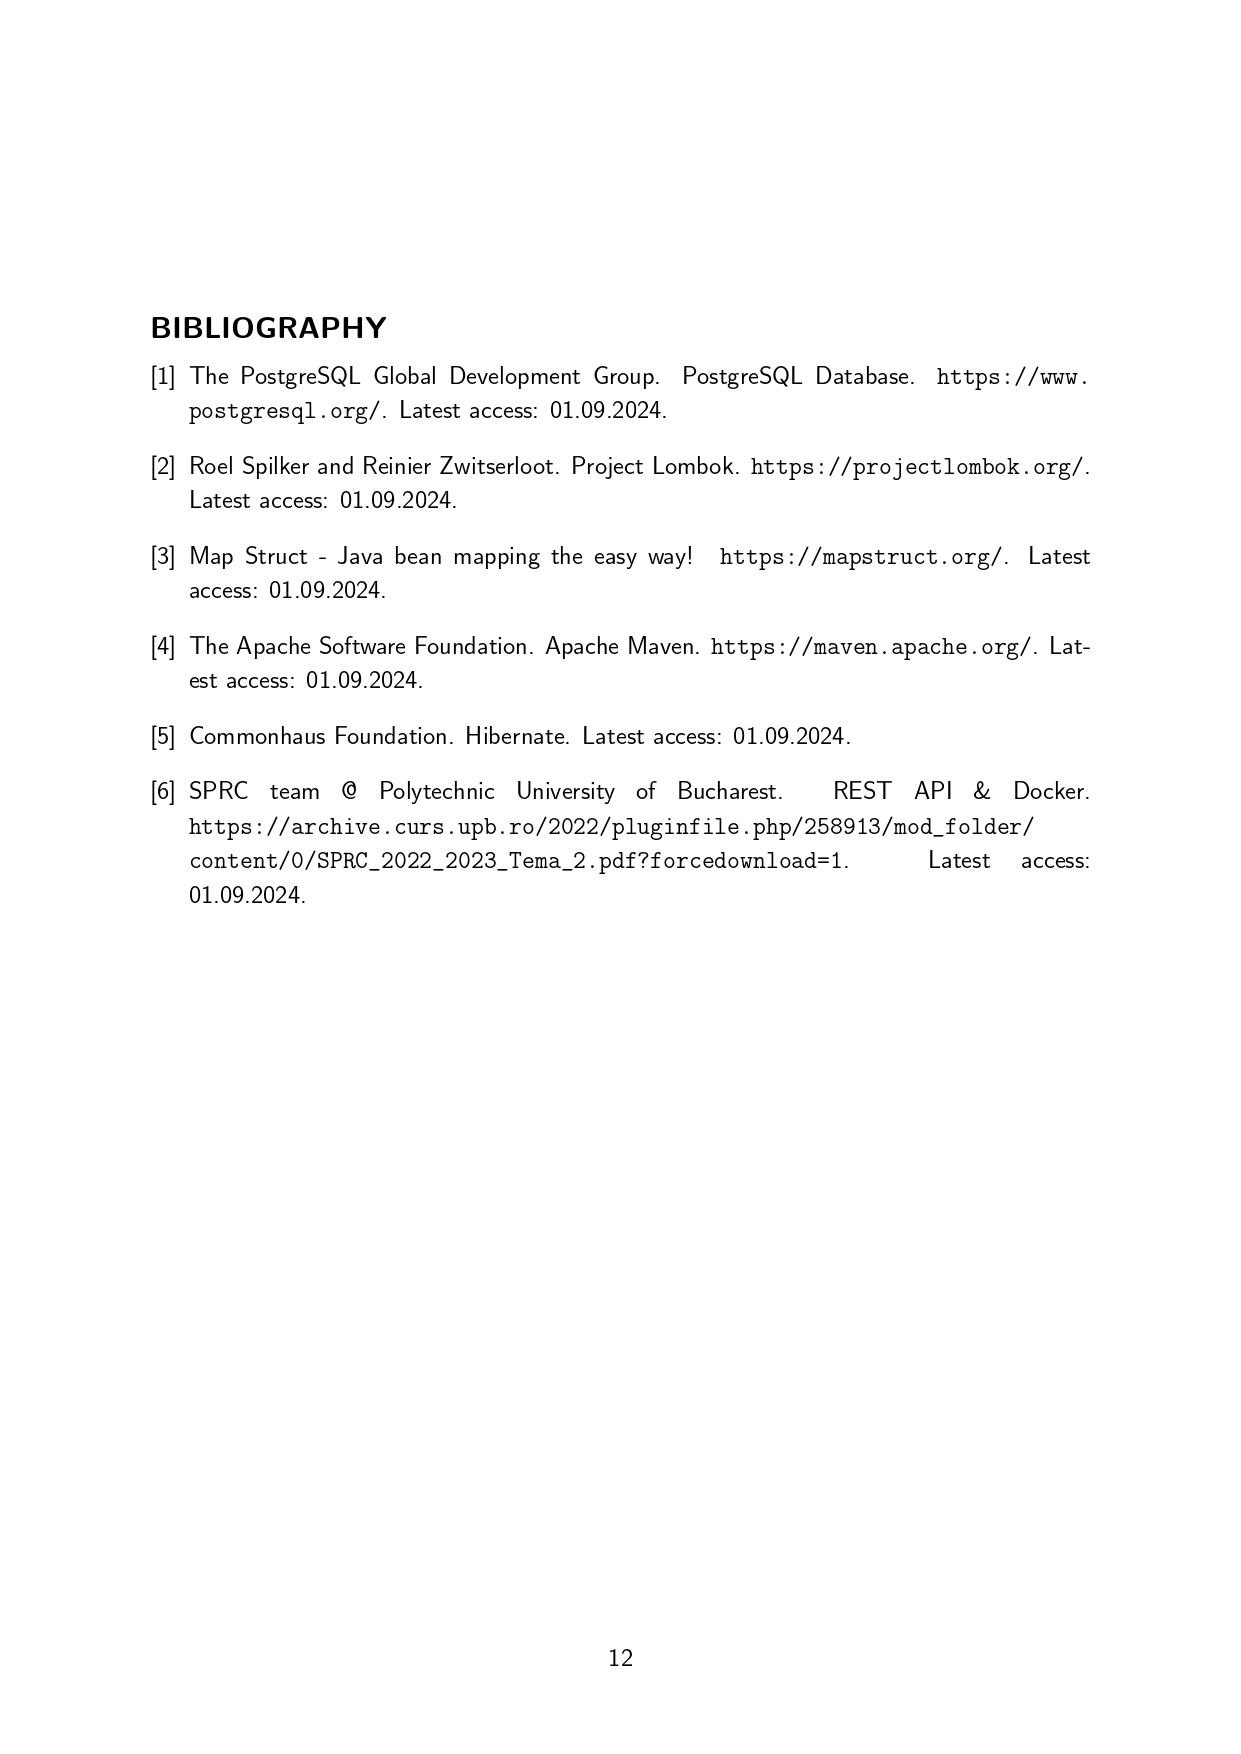 BIBLIOGRAPHY
[1] The PostgreSQL Global Development Group. PostgreSQL Database. https://www.
postgresql.org/. Latest access: 01.09.2024.
[2] Roel Spilker and Reinier Zwitserloot. Project Lombok. https://projectlombok.org/.
Latest access: 01.09.2024.
[3] Map Struct - Java bean mapping the easy way! https://mapstruct.org/. Latest
access: 01.09.2024.
[4] The Apache Software Foundation. Apache Maven. https://maven.apache.org/. Lat-
est access: 01.09.2024.
[5] Commonhaus Foundation. Hibernate. Latest access: 01.09.2024.
[6] SPRC team @ Polytechnic University of Bucharest. REST API & Docker.
https://archive.curs.upb.ro/2022/pluginfile.php/258913/mod_folder/
content/0/SPRC_2022_2023_Tema_2.pdf?forcedownload=1. Latest access:
01.09.2024.
12